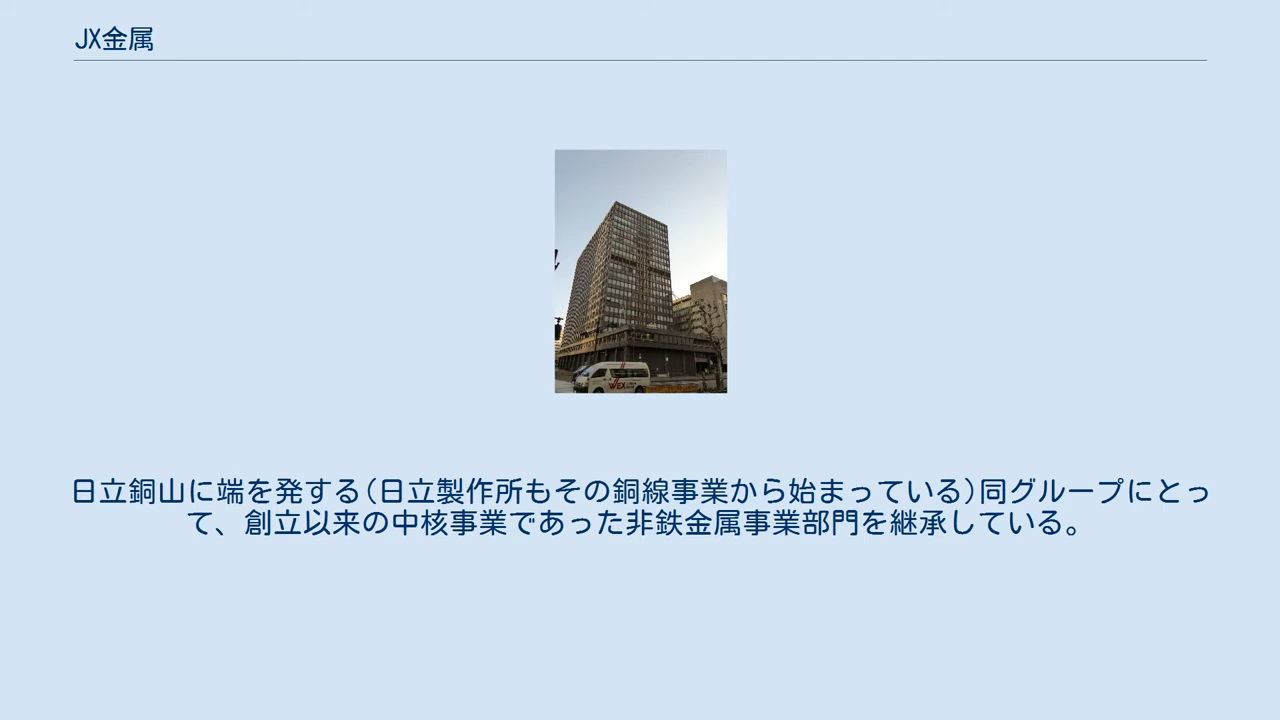 JX金属
WEX
日立銅山に端を発する(日立製作所もその銅線事業から始まっている)同グループにとっ
て、創立以来の中核事業であった非鉄金属事業部門を継承している。